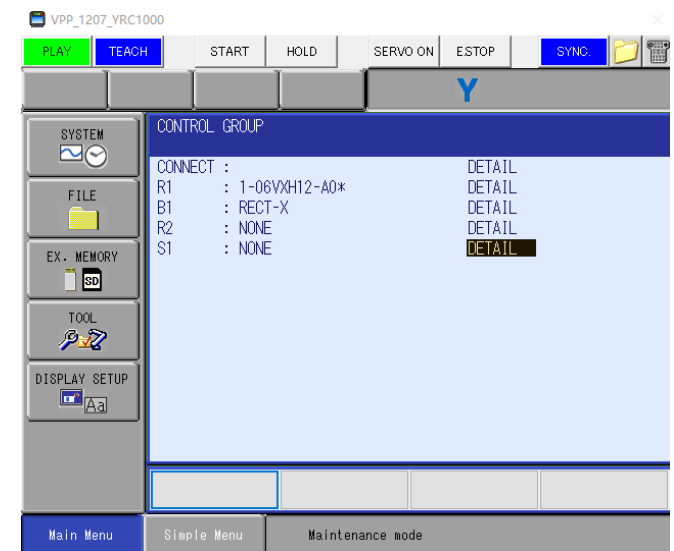 VPP_1207_YRC1000
PLAY TEACH START HOLD SERVO ON E.STOP SYNC.
Y
SYSTEM
FILE
EX. MEMORY
SD
TOOL
DISPLAY SETUP
Aa
CONTROL GROUP
CONNECT : DETAIL
R1 : 1-06VXH12-A0* DETAIL
B1 : RECT-X DETAIL
R2 : NONE DETAIL
S1 : NONE DETAIL
Main Menu Simple Menu Maintenance mode